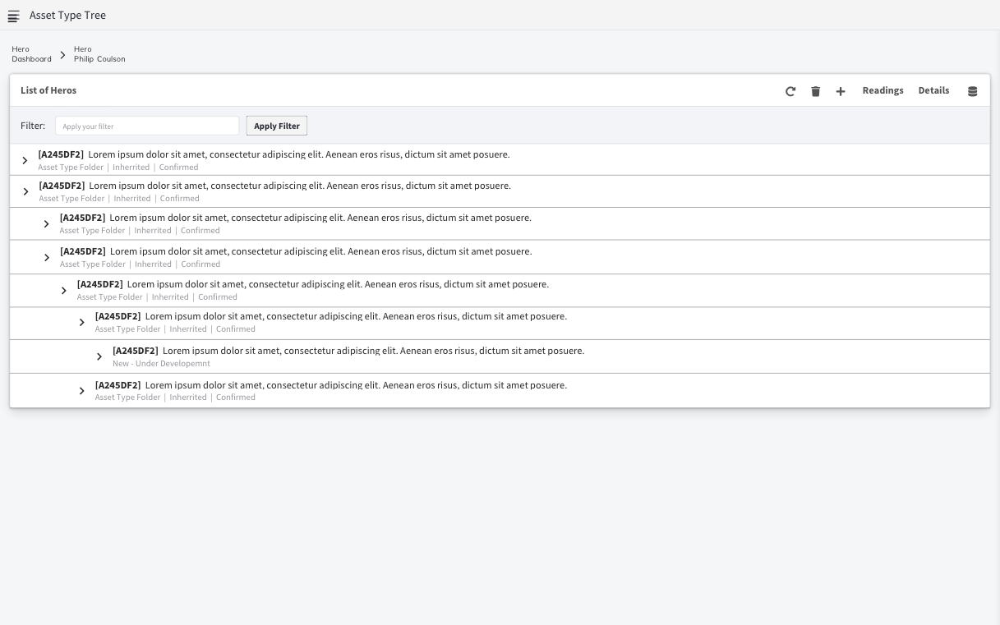 Asset Type Tree
Hero
Dashboard
Hero
Philip Coulson
List of Heros
Readings
Details
Filter:
Apply your filter
Apply Filter
[A245DF2] Lorem ipsum dolor sit amet, consectetur adipiscing elit. Aenean eros risus, dictum sit amet posuere.
Asset Type Folder | Inherrited | Confirmed
[A245DF2] Lorem ipsum dolor sit amet, consectetur adipiscing elit. Aenean eros risus, dictum sit amet posuere.
Asset Type Folder | Inherrited | Confirmed
[A245DF2] Lorem ipsum dolor sit amet, consectetur adipiscing elit. Aenean eros risus, dictum sit amet posuere.
Asset Type Folder | Inherrited | Confirmed
[A245DF2] Lorem ipsum dolor sit amet, consectetur adipiscing elit. Aenean eros risus, dictum sit amet posuere.
Asset Type Folder | Inherrited | Confirmed
[A245DF2] Lorem ipsum dolor sit amet, consectetur adipiscing elit. Aenean eros risus, dictum sit amet posuere.
Asset Type Folder | Inherrited | Confirmed
[A245DF2] Lorem ipsum dolor sit amet, consectetur adipiscing elit. Aenean eros risus, dictum sit amet posuere.
Asset Type Folder | Inherrited | Confirmed
[A245DF2] Lorem ipsum dolor sit amet, consectetur adipiscing elit. Aenean eros risus, dictum sit amet posuere.
New - Under Developemnt
[A245DF2] Lorem ipsum dolor sit amet, consectetur adipiscing elit. Aenean eros risus, dictum sit amet posuere.
Asset Type Folder | Inherrited | Confirmed